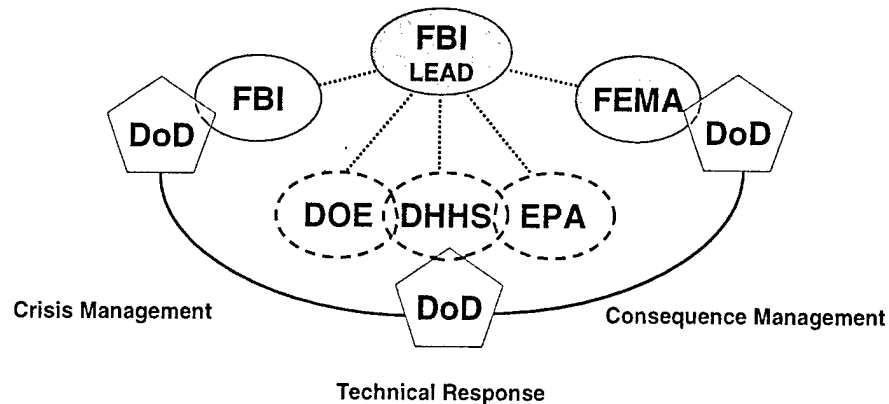 FBI
LEAD
FBI
FEMA
DoD
DoD
DOE
DHHS
EPA
DoD
Crisis Management
Consequence Management
Technical Response